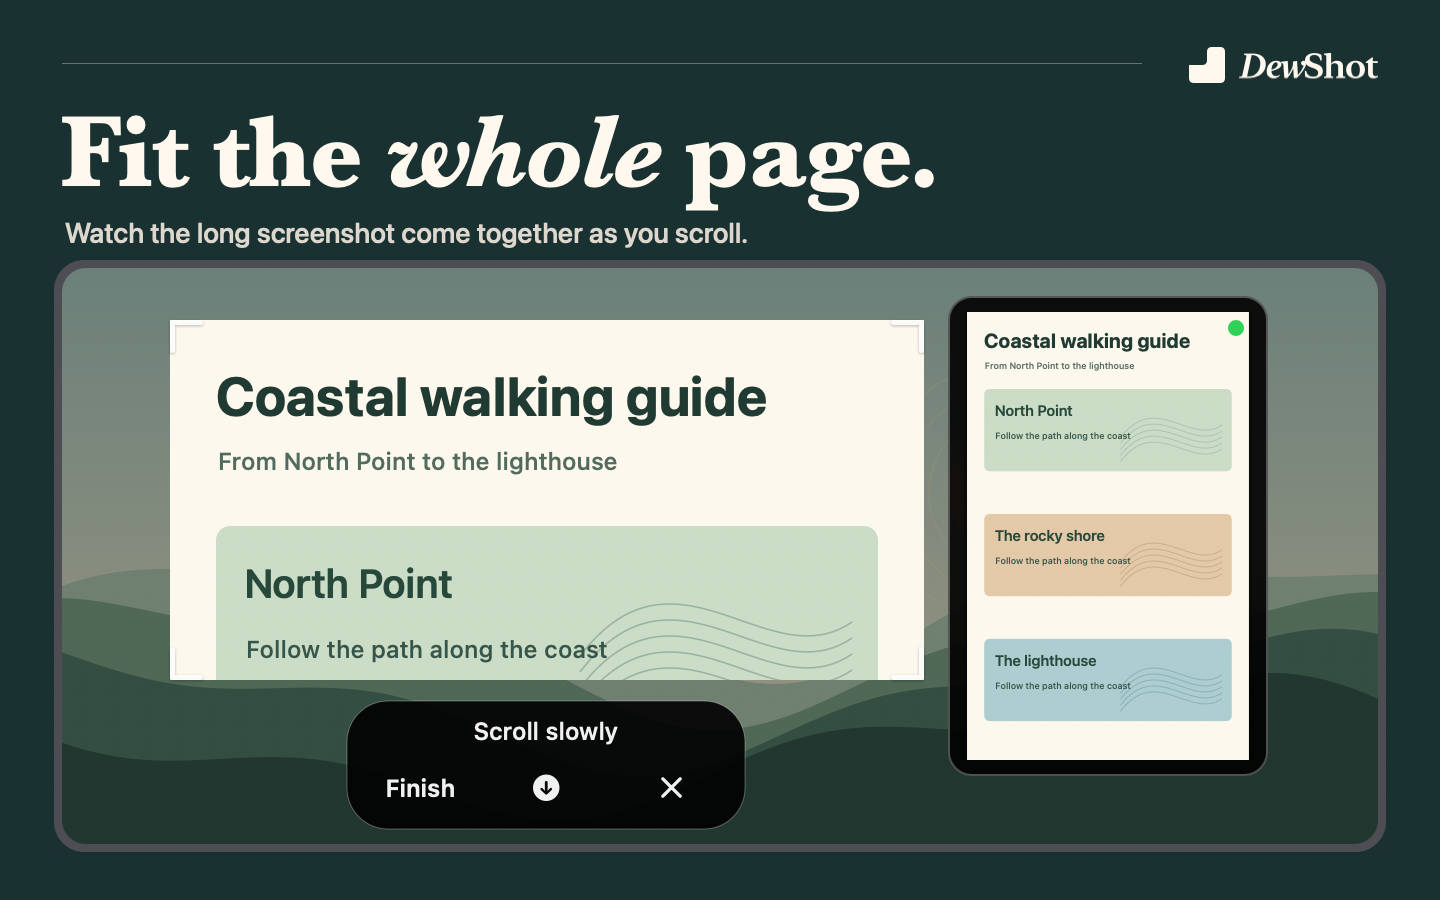 DewShot
Fit the whole page.
Watch the long screenshot come together as you scroll.
Coastal walking guide
From North Point to the lighthouse
North Point
Follow the path along the coast
Scroll slowly
Finish
Coastal walking guide
From North Point to the lighthouse
North Point
Follow the path along the coast
The rocky shore
Follow the path along the coast
The lighthouse
Follow the path along the coast